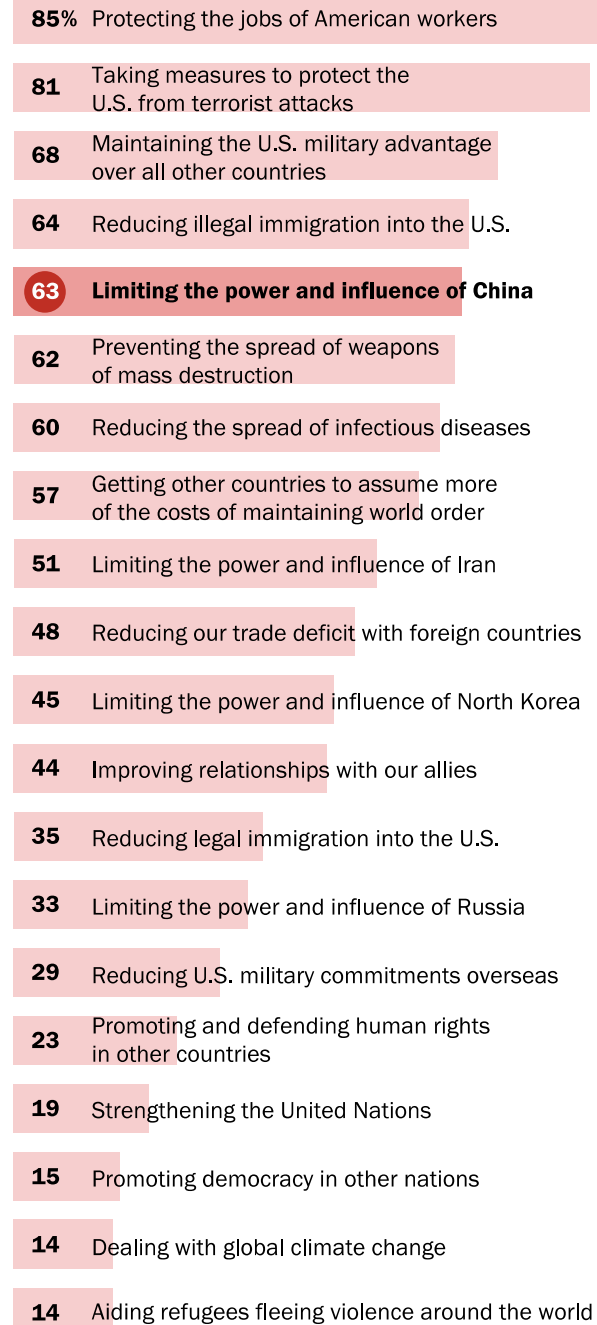 85% Protecting the jobs of American workers
81 Taking measures to protect the
U.S. from terrorist attacks
68 Maintaining the U.S. military advantage
over all other countries
64 Reducing illegal immigration into the U.S.
63 Limiting the power and influence of China
62 Preventing the spread of weapons
of mass destruction
60 Reducing the spread of infectious diseases
57 Getting other countries to assume more
of the costs of maintaining world order
51 Limiting the power and influence of Iran
48 Reducing our trade deficit with foreign countries
45 Limiting the power and influence of North Korea
44 Improving relationships with our allies
35 Reducing legal immigration into the U.S.
33 Limiting the power and influence of Russia
29 Reducing U.S. military commitments overseas
23 Promoting and defending human rights
in other countries
19 Strengthening the United Nations
15 Promoting democracy in other nations
14 Dealing with global climate change
14 Aiding refugees fleeing violence around the world